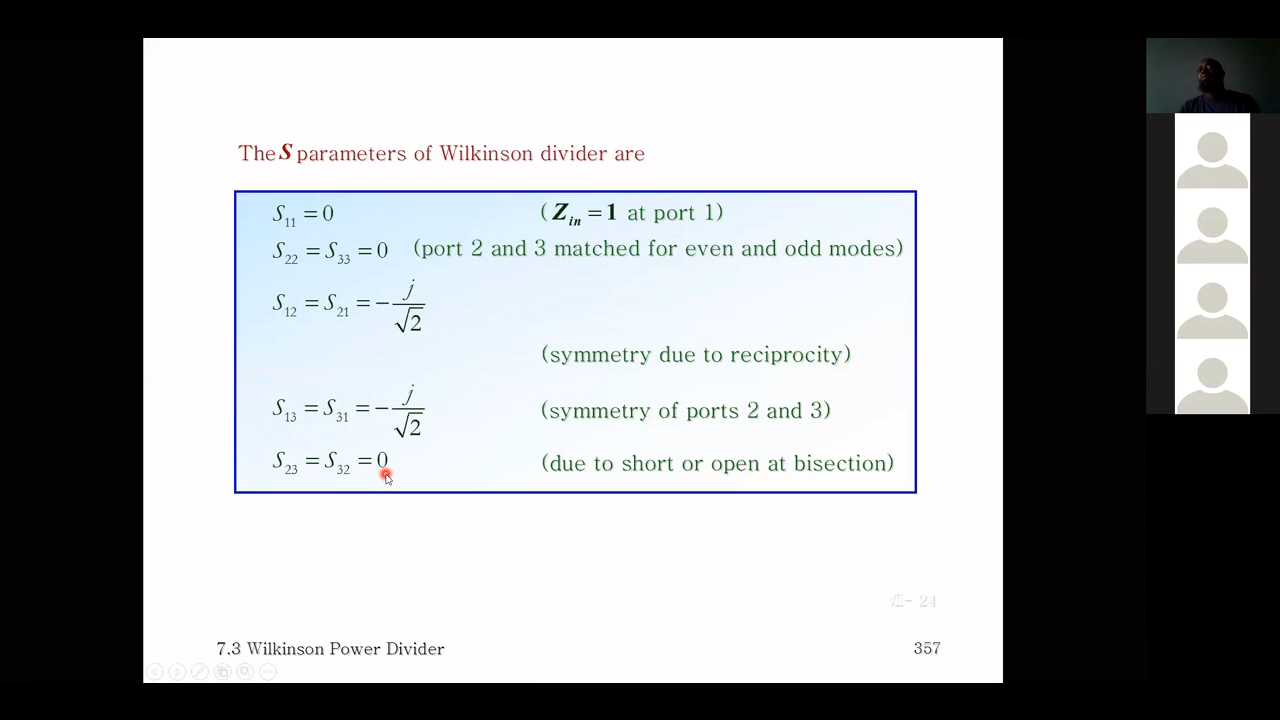 The S parameters of Wilkinson divider are
S₁₁ = 0 ( Z_in = 1 at port 1)
S₂₂ = S₃₃ = 0 (port 2 and 3 matched for even and odd modes)
S₁₂ = S₂₁ = −j/√2
(symmetry due to reciprocity)
S₁₃ = S₃₁ = −j/√2 (symmetry of ports 2 and 3)
S₂₃ = S₃₂ = 0 (due to short or open at bisection)
- 24
7.3 Wilkinson Power Divider 357